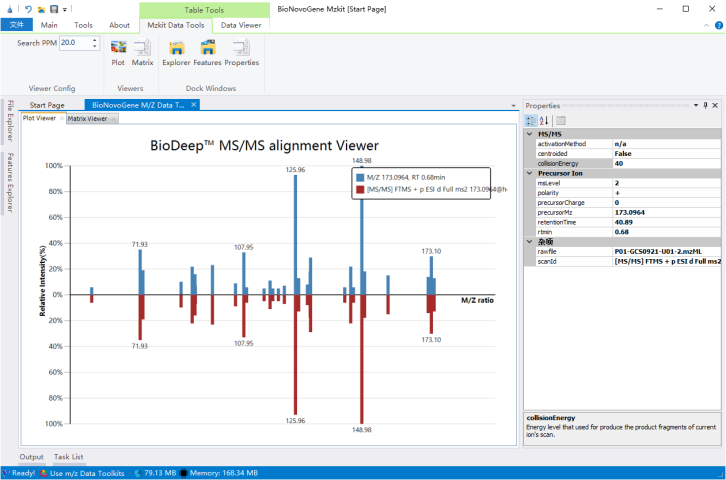 Table Tools
BioNovoGene Mzkit [Start Page]
文件
Main
Tools
About
Mzkit Data Tools
Data Viewer
Search PPM 20.0
Plot
Matrix
Explorer
Features
Properties
Viewer Config
Viewers
Dock Windows
File Explorer
Features Explorer
Start Page
BioNovoGene M/Z Data T...
Plot Viewer
Matrix Viewer
BioDeep™ MS/MS alignment Viewer
Relative Intensity(%)
100%
80%
60%
40%
20%
0%
20%
40%
60%
80%
100%
71.93
107.95
125.96
148.98
173.10
M/Z 173.0964, RT 0.68min
[MS/MS] FTMS + p ESI d Full ms2 173.0964@h
M/Z ratio
71.93
107.95
125.96
148.98
173.10
Properties
MS/MS
activationMethod n/a
centroided False
collisionEnergy 40
Precursor Ion
msLevel 2
polarity +
precursorCharge 0
precursorMz 173.0964
retentionTime 40.89
rtmin 0.68
杂项
rawfile P01-GCS0921-U01-2.mzML
scanId [MS/MS] FTMS + p ESI d Full ms2
collisionEnergy
Energy level that used for produce the product fragments of current
ion's scan.
Output
Task List
Ready!
Use m/z Data Toolkits
79.13 MB
Memory: 168.34 MB